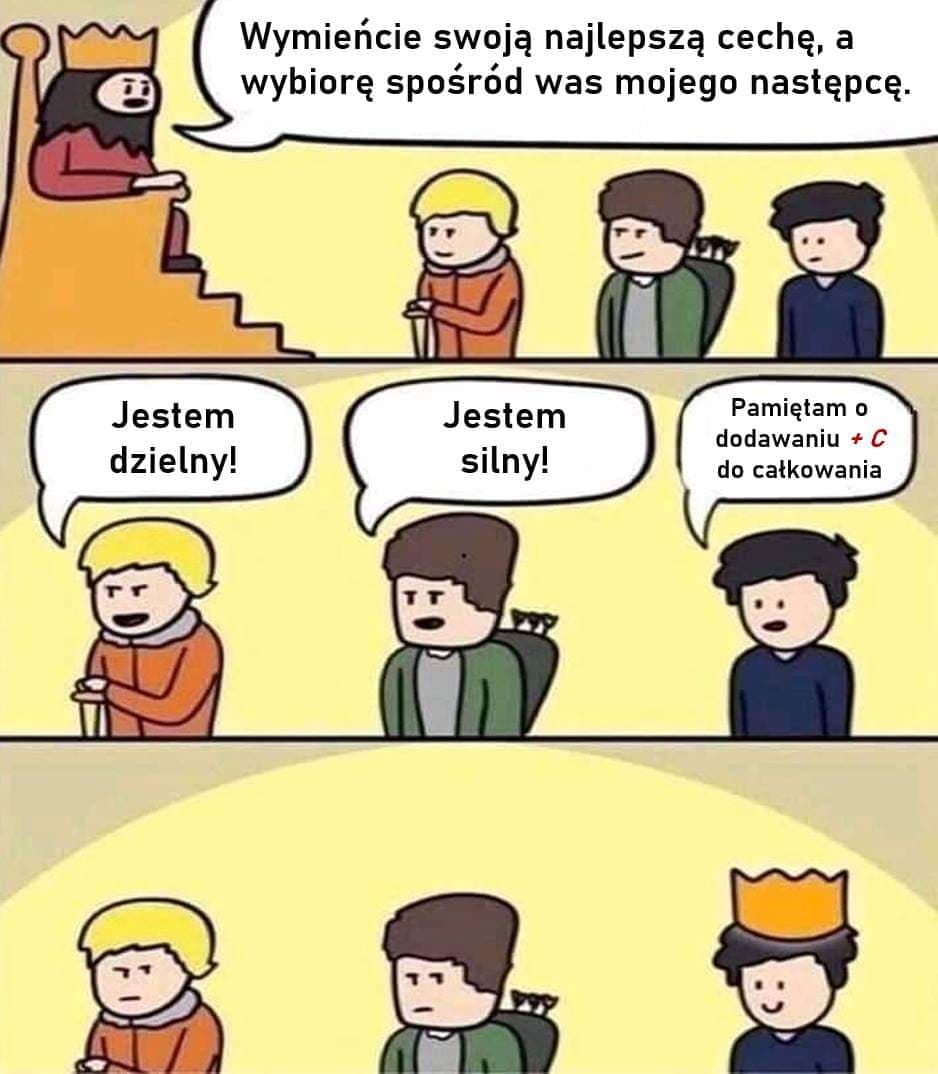 Wymieńcie swoją najlepszą cechę, a
wybiorę spośród was mojego następcę.
Jestem
dzielny!
Jestem
silny!
Pamiętam o
dodawaniu + C
do całkowania